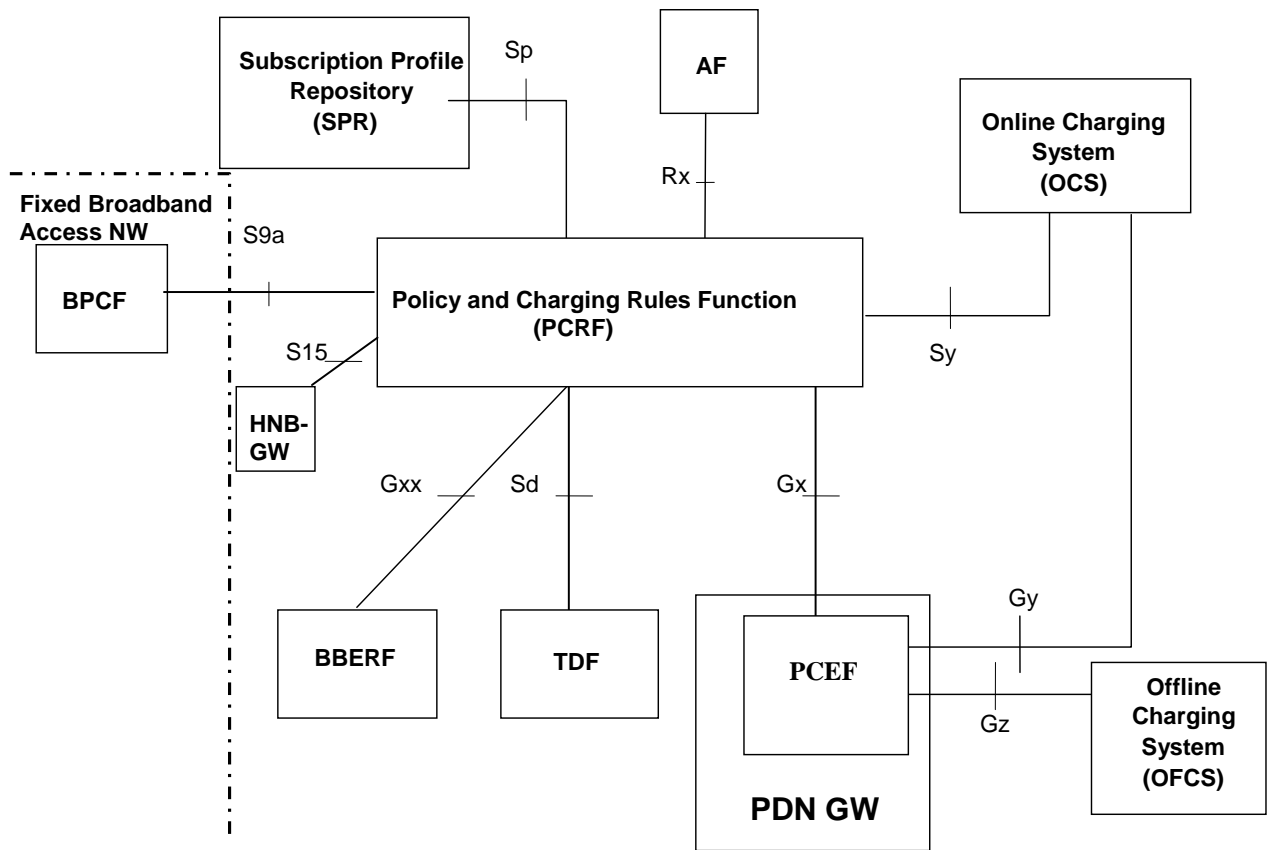 Sp
Subscription Profile
Repository
(SPR)
AF
Online Charging
System
(OCS)
Rx
Fixed Broadband
Access NW
S9a
BPCF
Policy and Charging Rules Function
(PCRF)
S15
Sy
HNB-
GW
Gxx
Sd
Gx
Gy
BBERF
TDF
PCEF
Gz
Offline
Charging
System
(OFCS)
PDN GW